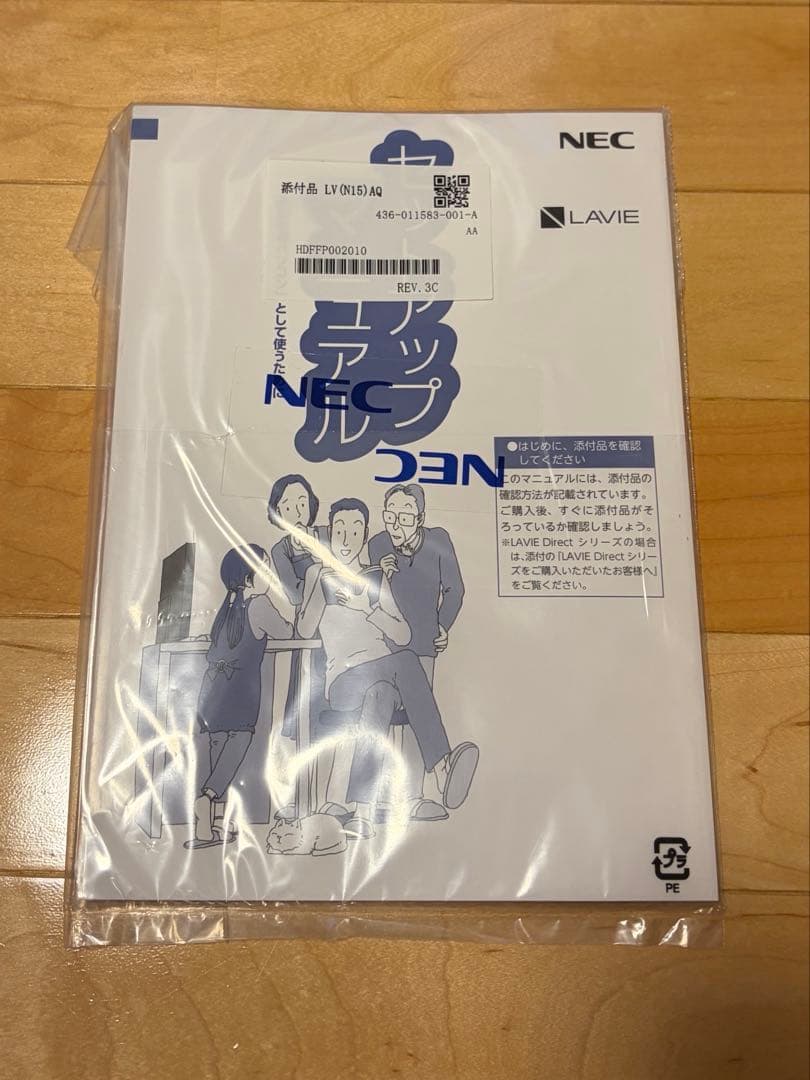 NEC
LAVIE
添付品 LV(N15)AQ
436-011583-001-A
AA
HDFFP002010
REV.3C
セットアップ
マニュアル
として使うために
NEC
NEC
●はじめに、添付品を確認
してください
このマニュアルには、添付品の
確認方法が記載されています。
ご購入後、すぐに添付品がそ
ろっているか確認しましょう。
※LAVIE Direct シリーズの場合
は、添付の『LAVIE Direct シリー
ズをご購入いただいたお客様へ』
をご覧ください。
プラ
PE